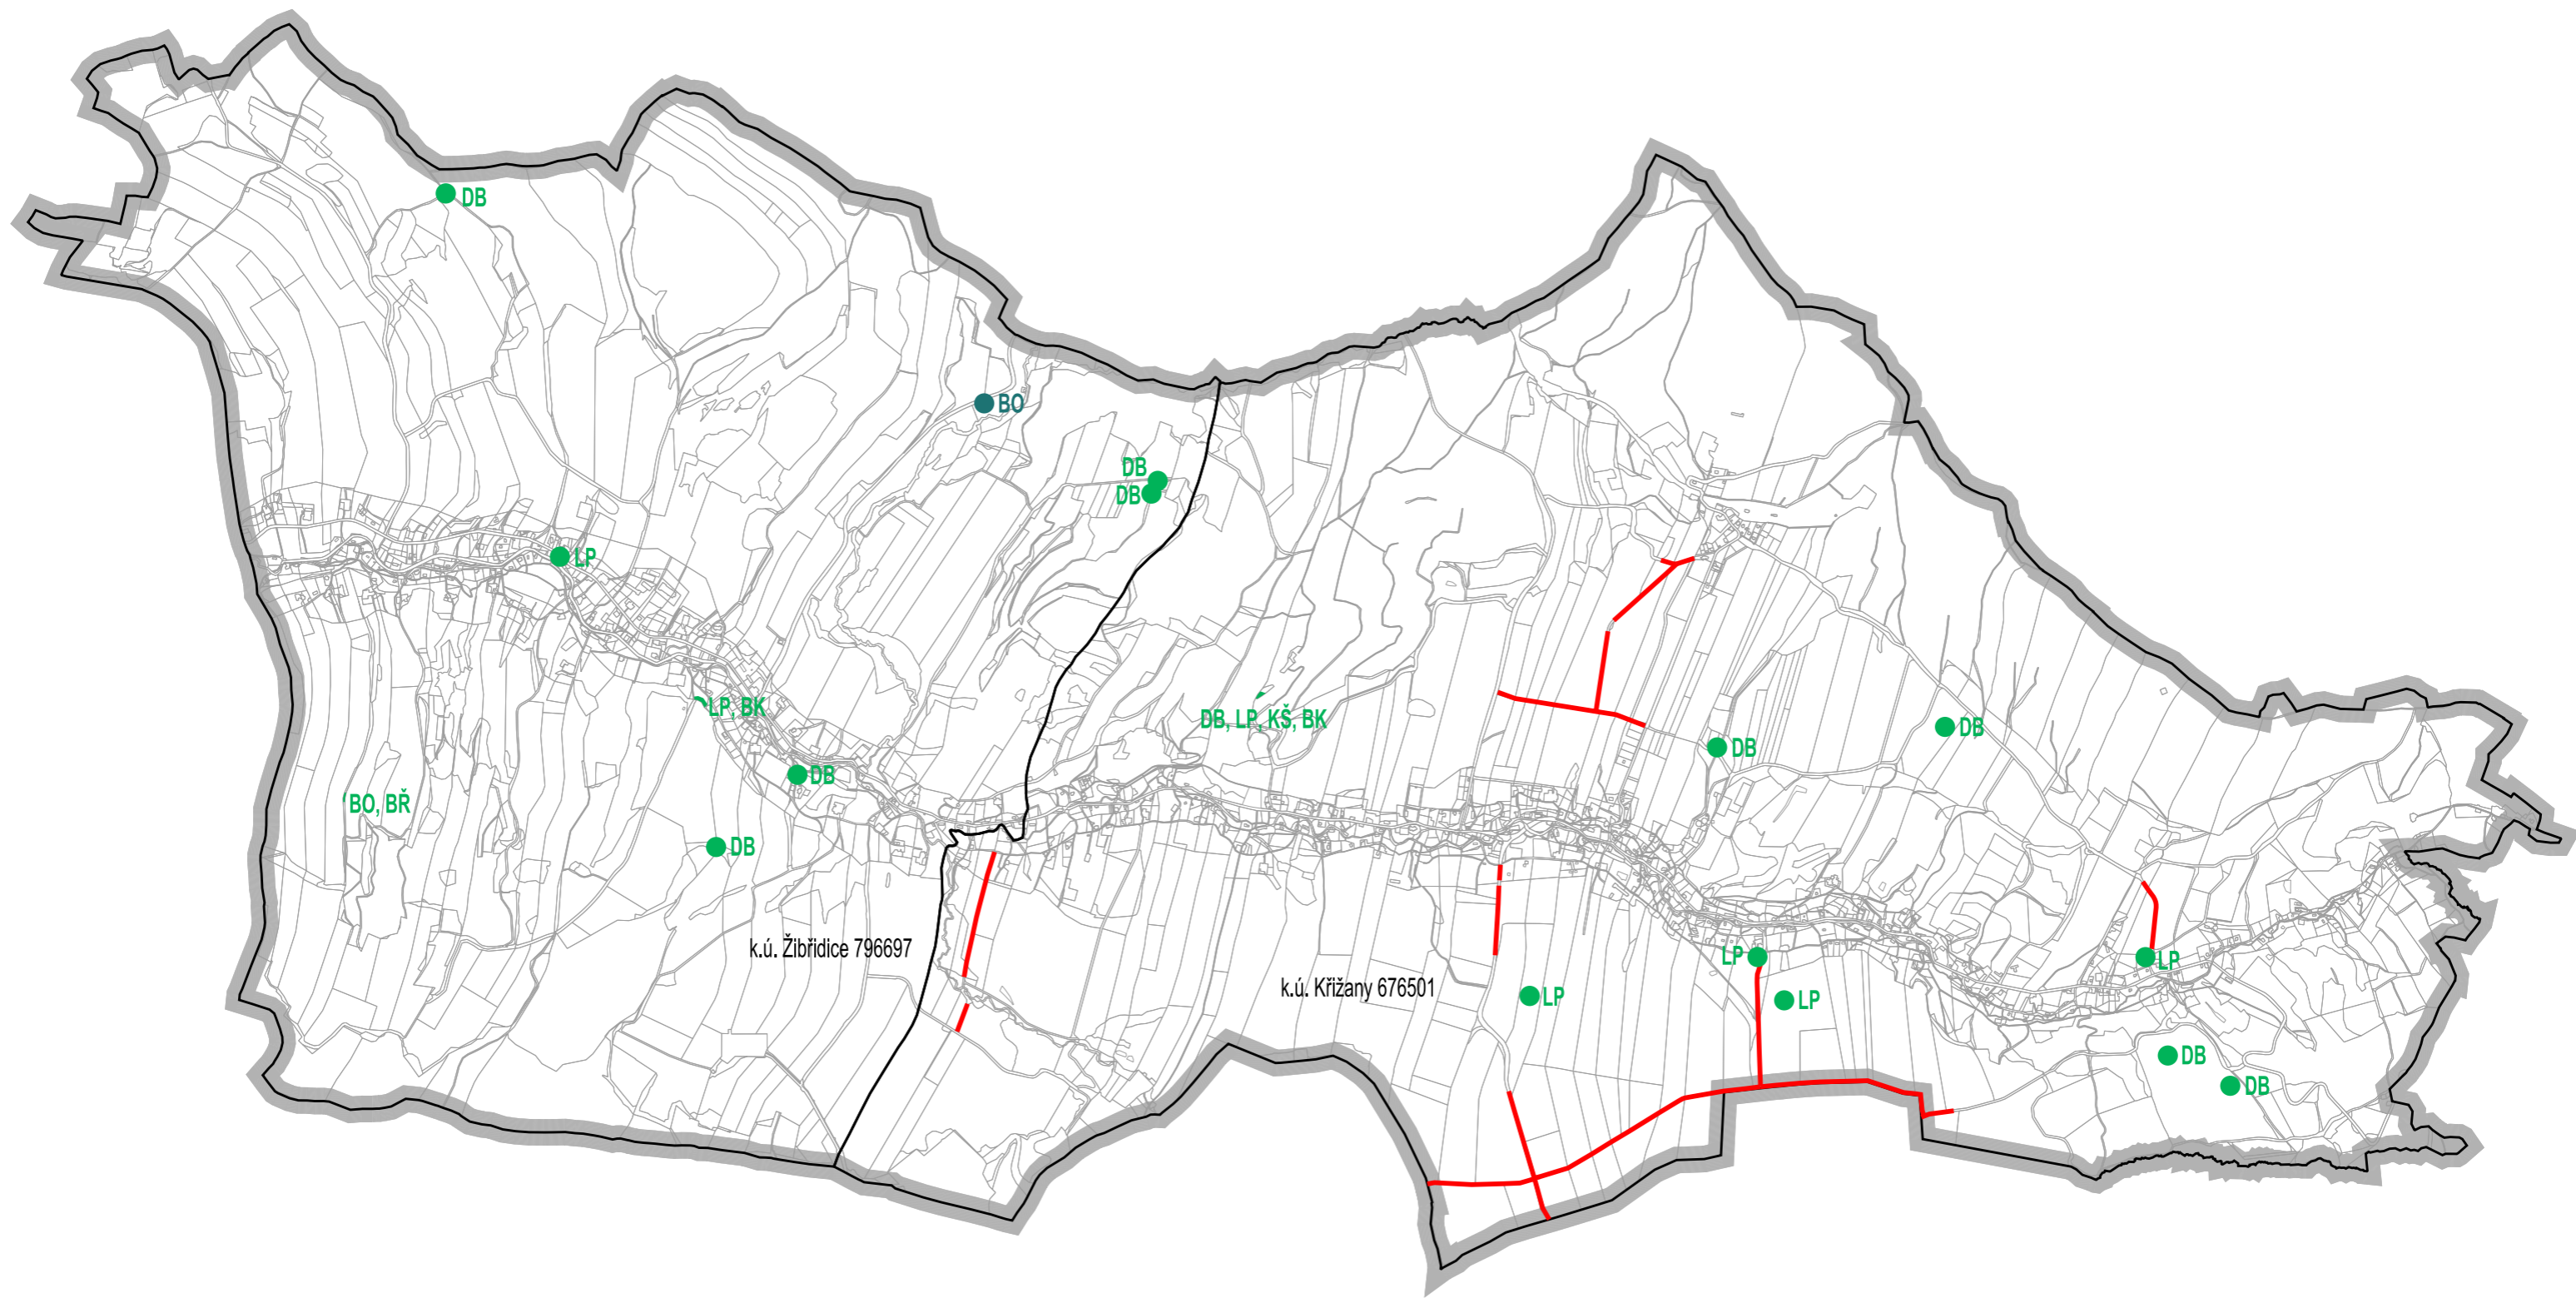 DB
BO
DB
DB
LP
LP, BK
DB, LP, KŠ, BK
DB
DB
DB
BO, BŘ
DB
k.ú. Žibřidice 796697
LP
LP
k.ú. Křižany 676501
LP
LP
DB
DB